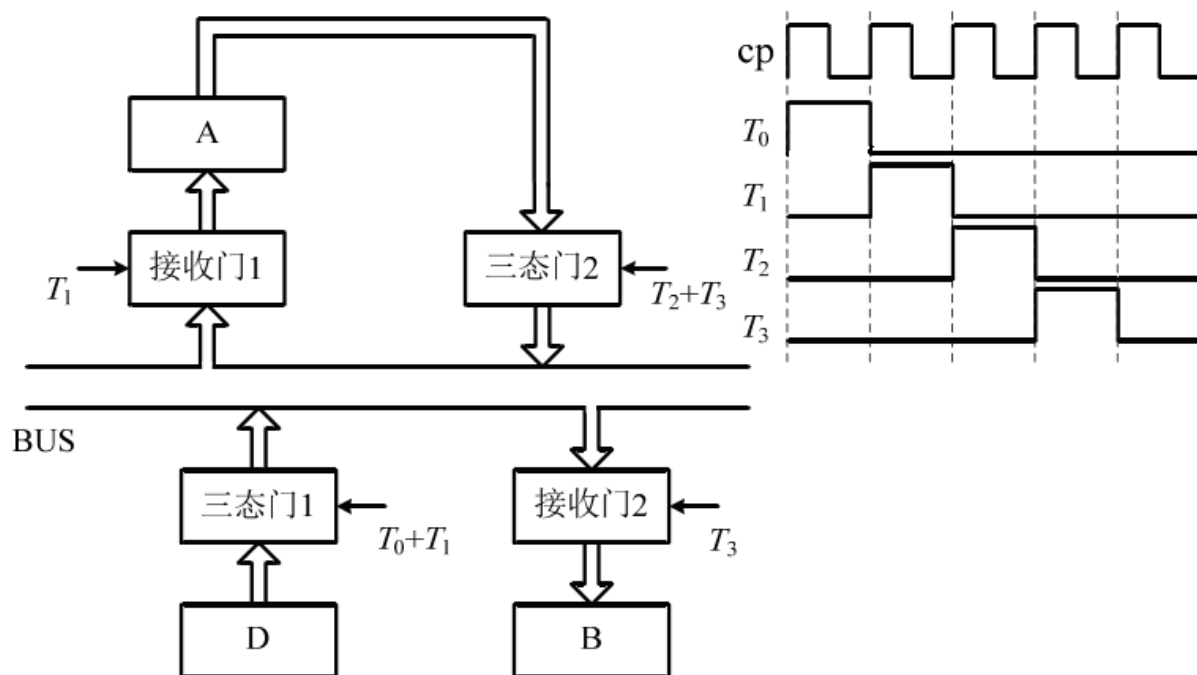 A
接收门1
T₁
三态门2
T₂+T₃
BUS
三态门1
T₀+T₁
接收门2
T₃
D
B
cp
T₀
T₁
T₂
T₃